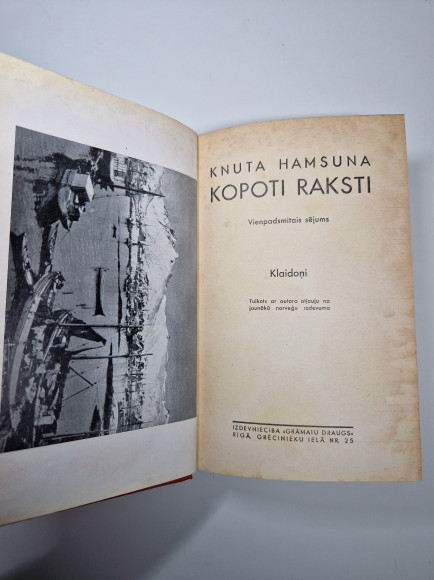 KNUTA HAMSUNA
KOPOTI RAKSTI
Vienpadsmitais sējums
Klaidoņi
Tulkots ar autora atļauju no
jaunākā norvēģu izdevuma
IZDEVNIECĪBA »GRĀMATU DRAUGS«
RĪGĀ, GRĒCINIEKU IELĀ NR. 25